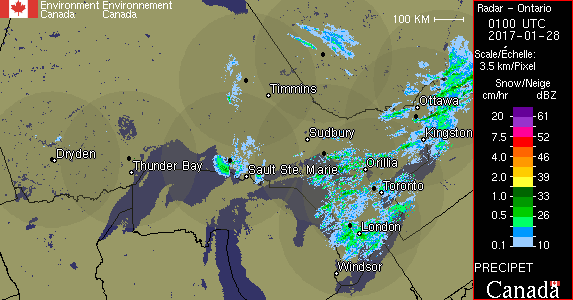 Environment Environnement
Canada Canada
100 KM
Timmins
Ottawa
Sudbury
Kingston
Dryden
Thunder Bay
Sault Ste. Marie
Orillia
Toronto
London
Windsor
Radar - Ontario
0100 UTC
2017-01-28
Scale/Échelle:
3.5 km/Pixel
Snow/Neige
cm/hr dBZ
20 61
7.5 57
5.0 52
4.0 46
2.0 39
1.0 33
0.5 26
0.1 10
PRECIPET
Canada